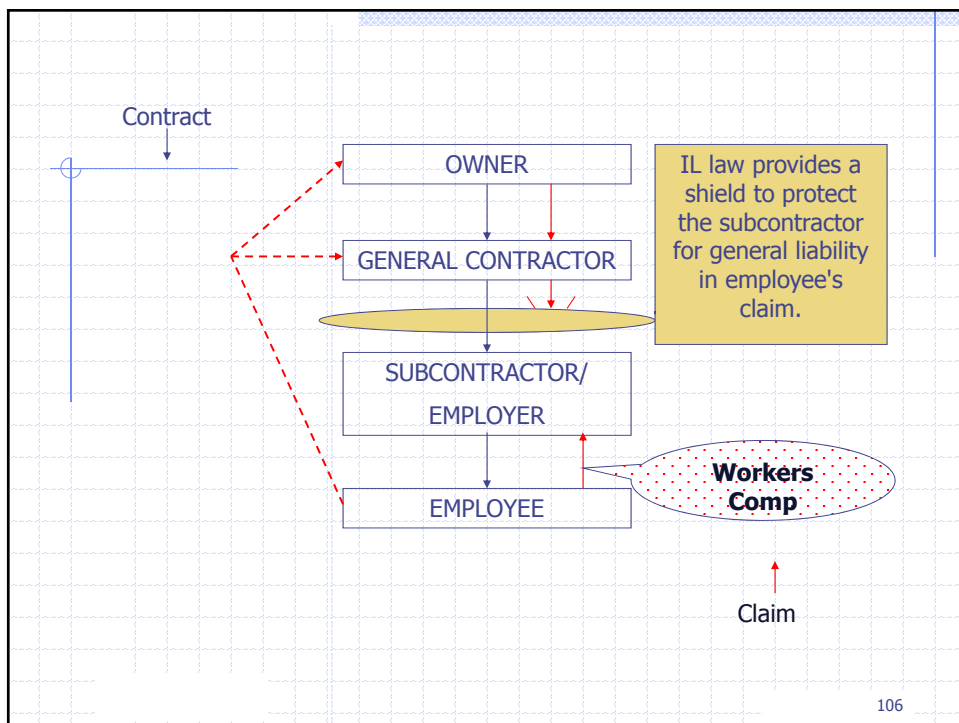 Contract
OWNER
IL law provides a
shield to protect
the subcontractor
for general liability
in employee's
claim.
GENERAL CONTRACTOR
SUBCONTRACTOR/
EMPLOYER
Workers
Comp
EMPLOYEE
Claim
106